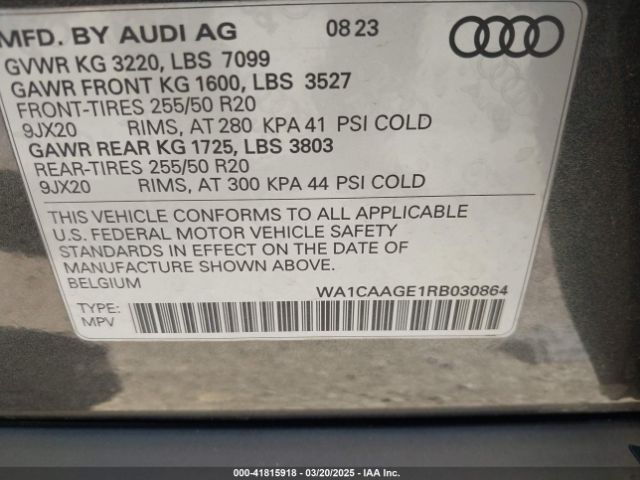 MFD. BY AUDI AG 08 23
GVWR KG 3220, LBS 7099
GAWR FRONT KG 1600, LBS 3527
FRONT-TIRES 255/50 R20
9JX20 RIMS, AT 280 KPA 41 PSI COLD
GAWR REAR KG 1725, LBS 3803
REAR-TIRES 255/50 R20
9JX20 RIMS, AT 300 KPA 44 PSI COLD
THIS VEHICLE CONFORMS TO ALL APPLICABLE
U.S. FEDERAL MOTOR VEHICLE SAFETY
STANDARDS IN EFFECT ON THE DATE OF
MANUFACTURE SHOWN ABOVE.
BELGIUM
WA1CAAGE1RB030864
TYPE:
MPV
000-41815918 - 03/20/2025 - IAA Inc.